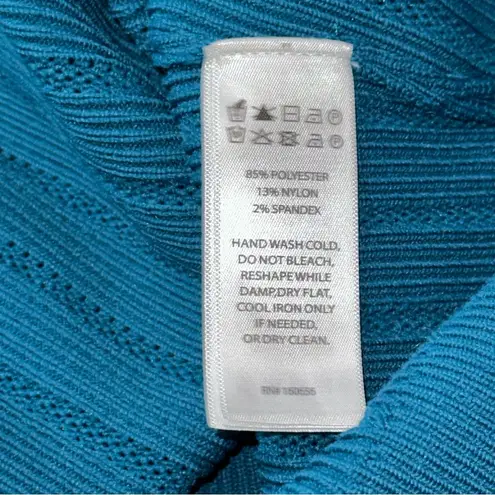 85% POLYESTER
13% NYLON
2% SPANDEX
HAND WASH COLD,
DO NOT BLEACH,
RESHAPE WHILE
DAMP,DRY FLAT,
COOL IRON ONLY
IF NEEDED,
OR DRY CLEAN.
RN#